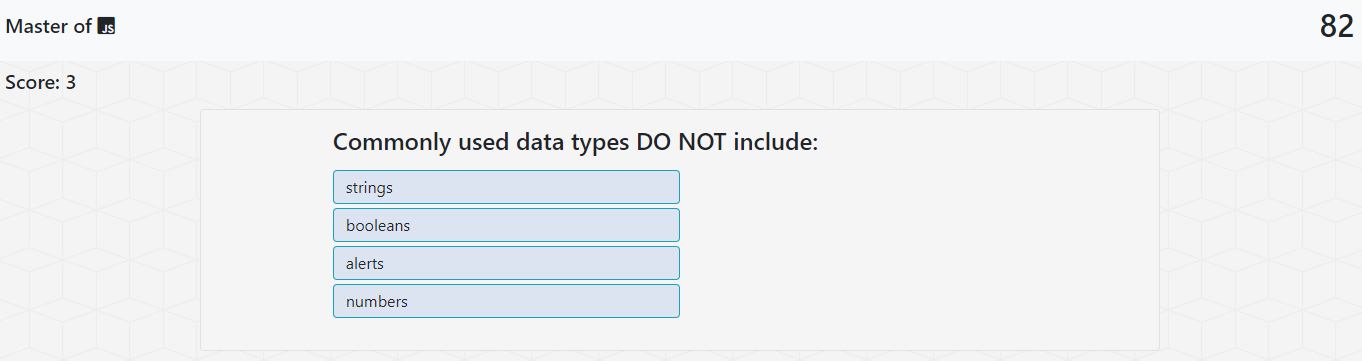 Master of JS
82
Score: 3
Commonly used data types DO NOT include:
strings
booleans
alerts
numbers